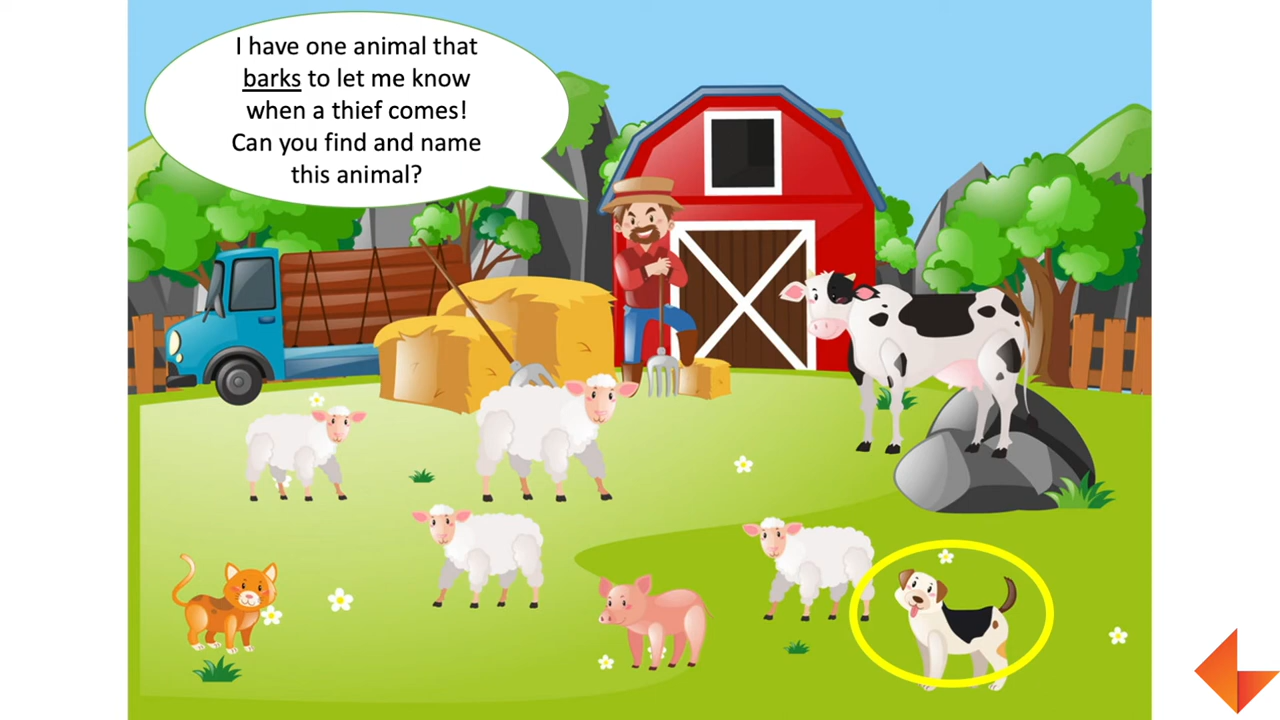 I have one animal that
barks to let me know
when a thief comes!
Can you find and name
this animal?